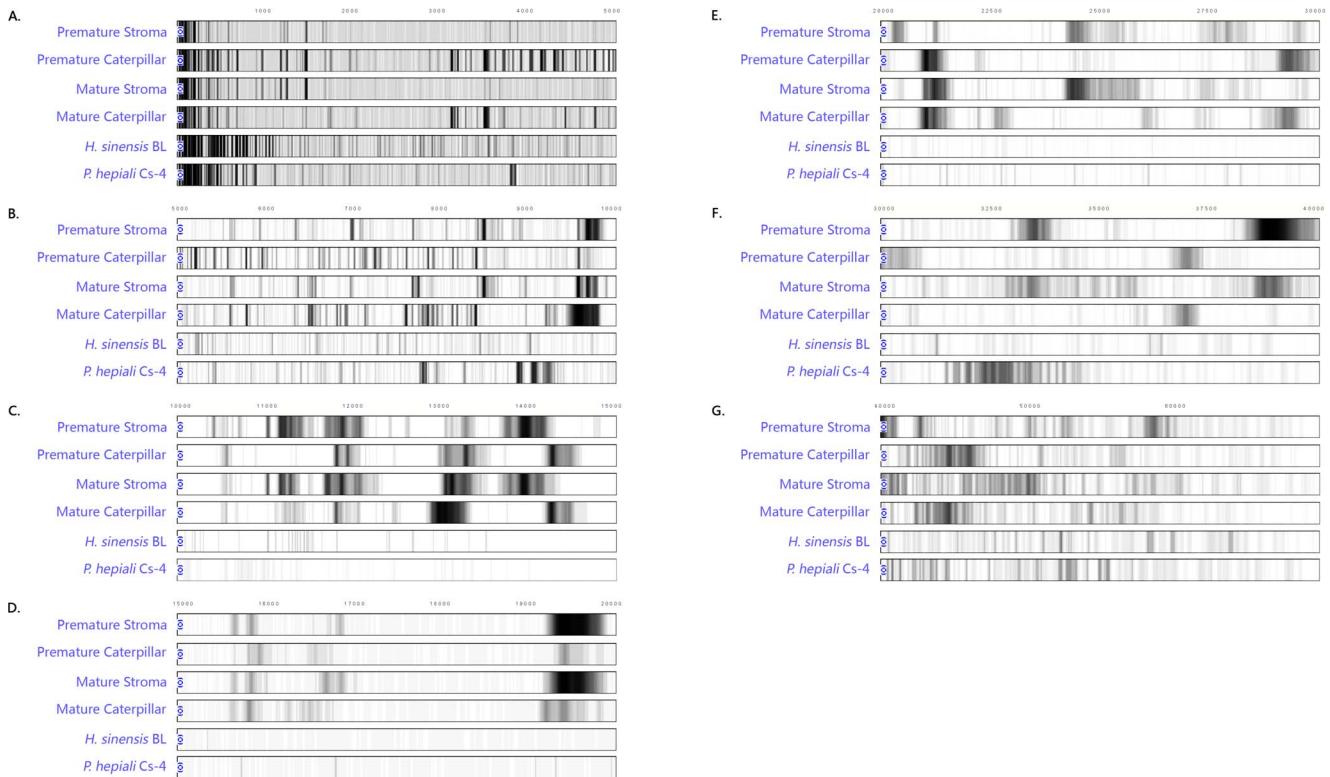 A.
1000 2000 3000 4000 5000
Premature Stroma
Premature Caterpillar
Mature Stroma
Mature Caterpillar
H. sinensis BL
P. hepiali Cs-4
B.
5000 6000 7000 8000 9000 10000
Premature Stroma
Premature Caterpillar
Mature Stroma
Mature Caterpillar
H. sinensis BL
P. hepiali Cs-4
C.
10000 11000 12000 13000 14000 15000
Premature Stroma
Premature Caterpillar
Mature Stroma
Mature Caterpillar
H. sinensis BL
P. hepiali Cs-4
D.
15000 16000 17000 18000 19000 20000
Premature Stroma
Premature Caterpillar
Mature Stroma
Mature Caterpillar
H. sinensis BL
P. hepiali Cs-4
E.
20000 22500 25000 27500 30000
Premature Stroma
Premature Caterpillar
Mature Stroma
Mature Caterpillar
H. sinensis BL
P. hepiali Cs-4
F.
30000 32500 35000 37500 40000
Premature Stroma
Premature Caterpillar
Mature Stroma
Mature Caterpillar
H. sinensis BL
P. hepiali Cs-4
G.
40000 50000 60000
Premature Stroma
Premature Caterpillar
Mature Stroma
Mature Caterpillar
H. sinensis BL
P. hepiali Cs-4